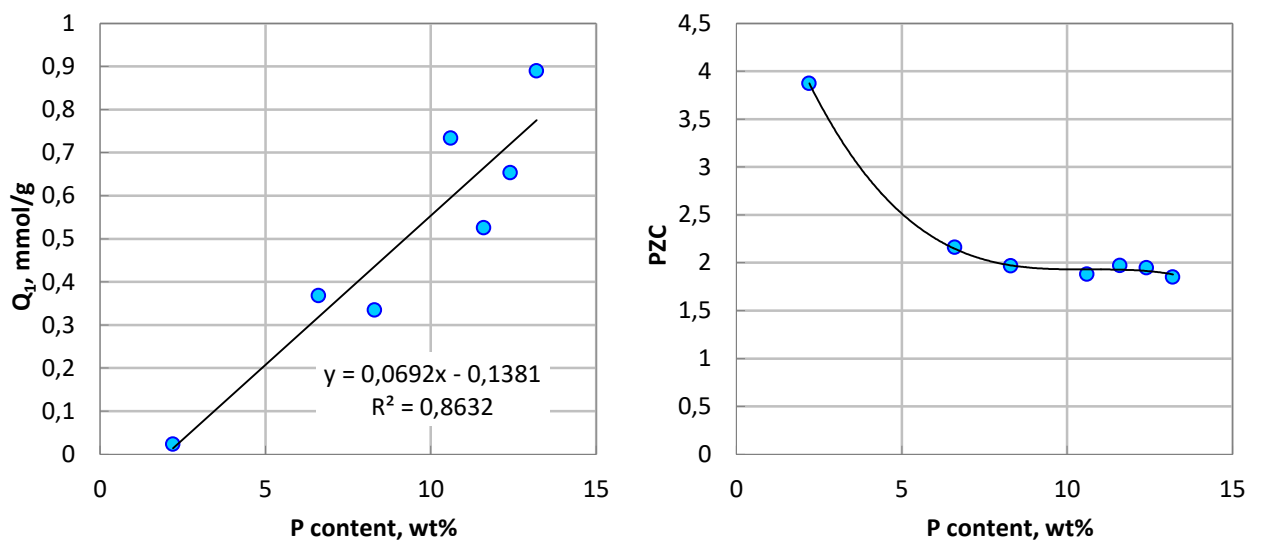 1
0,9
0,8
0,7
0,6
0,5
0,4
0,3
0,2
0,1
0
Q₁, mmol/g
y = 0,0692x - 0,1381
R² = 0,8632
0 5 10 15
P content, wt%
4,5
4
3,5
3
2,5
2
1,5
1
0,5
0
PZC
0 5 10 15
P content, wt%